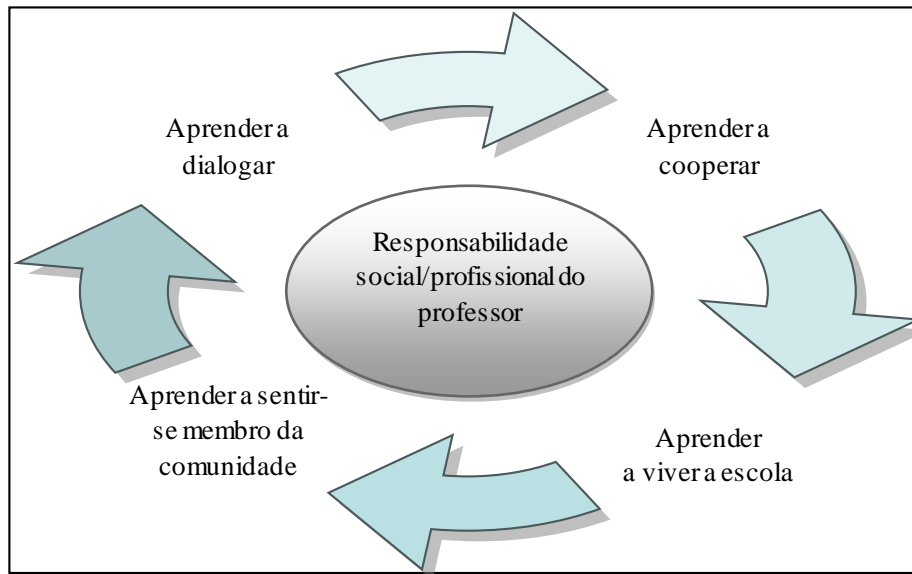 Aprender a
dialogar
Aprender a
cooperar
Responsabilidade
social/profissional do
professor
Aprender a sentir-
se membro da
comunidade
Aprender
a viver a escola